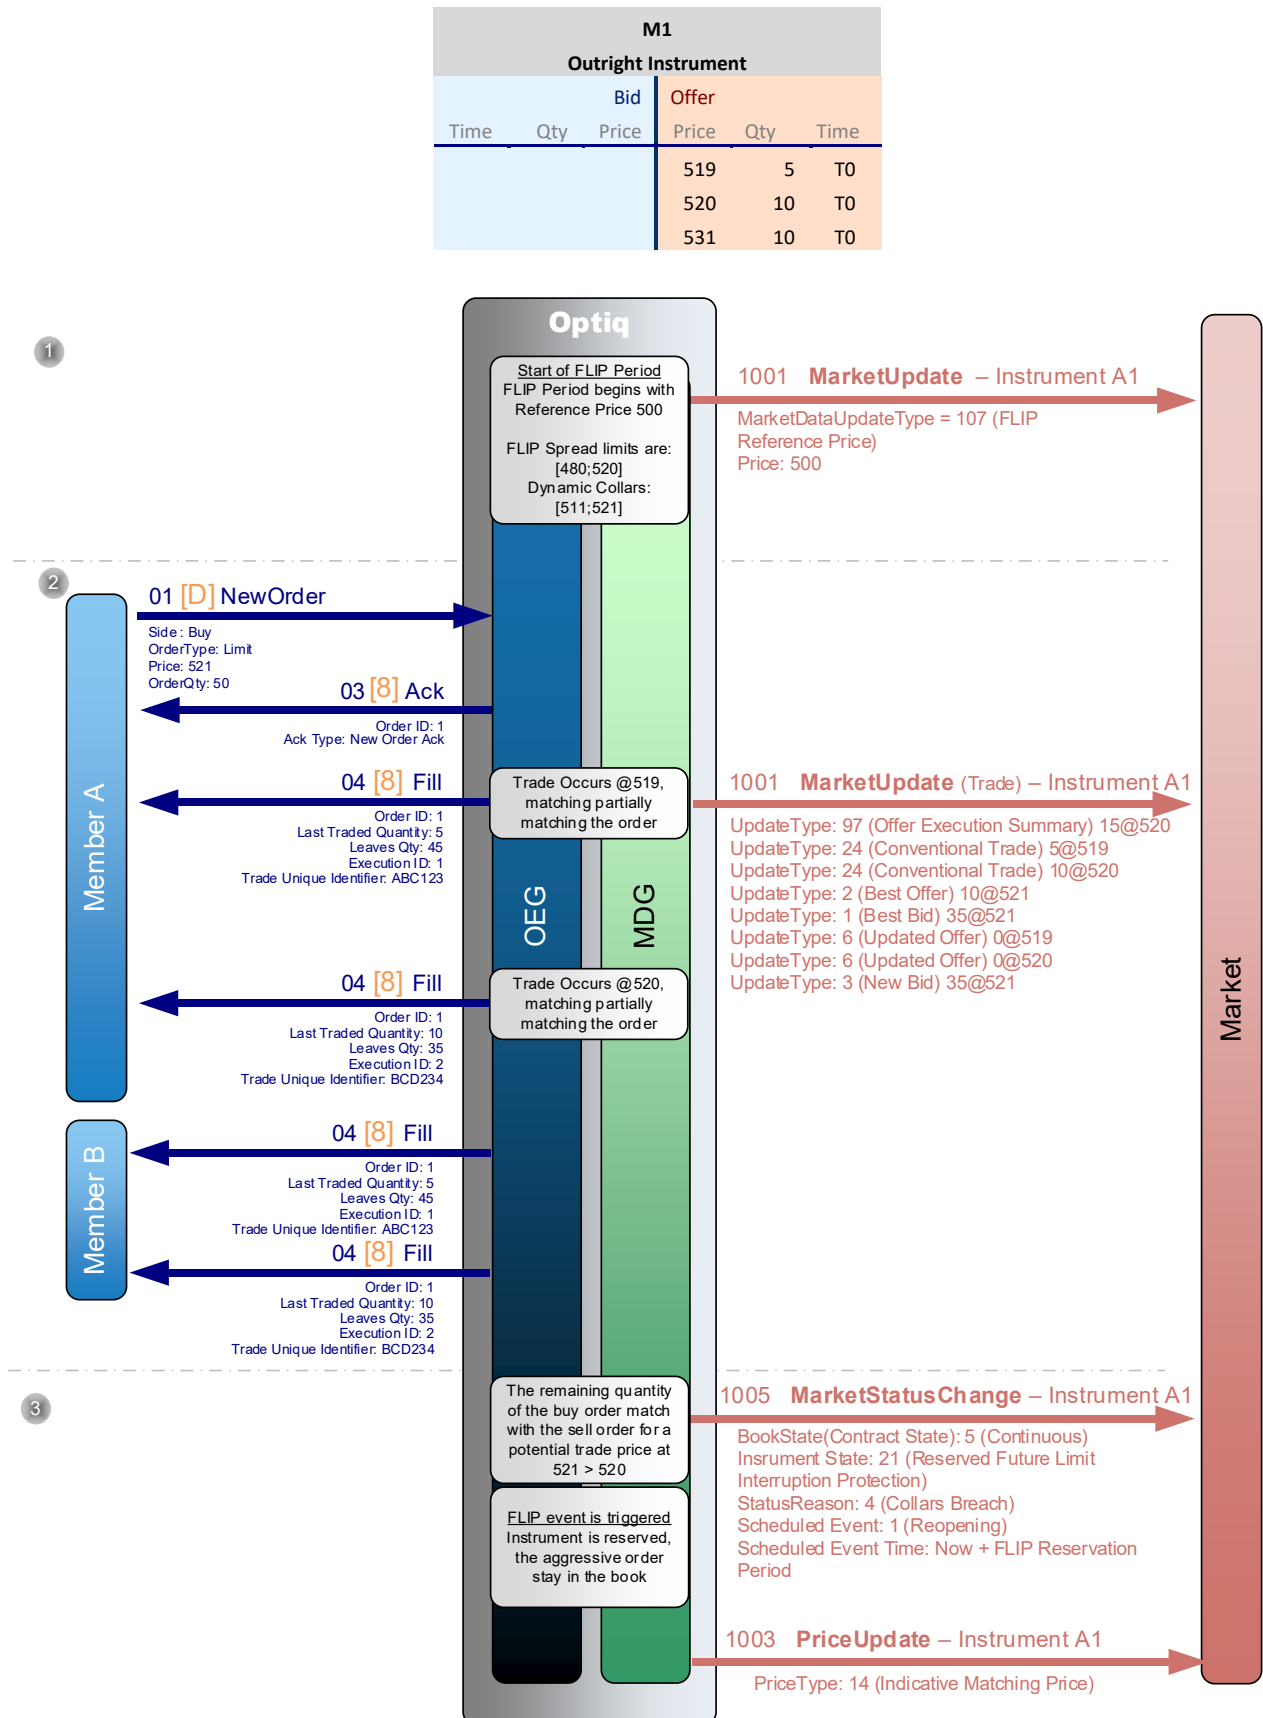 M1
Outright Instrument
Bid Offer
Time Qty Price Price Qty Time
519 5 T0
520 10 T0
531 10 T0
Optiq
1
Start of FLIP Period
FLIP Period begins with
Reference Price 500
FLIP Spread limits are:
[480;520]
Dynamic Collars:
[511;521]
1001 MarketUpdate – Instrument A1
MarketDataUpdateType = 107 (FLIP
Reference Price)
Price: 500
2
01 [D] NewOrder
Side : Buy
OrderType: Limit
Price: 521
OrderQty: 50
03 [8] Ack
Order ID: 1
Ack Type: New Order Ack
04 [8] Fill
Order ID: 1
Last Traded Quantity: 5
Leaves Qty: 45
Execution ID: 1
Trade Unique Identifier: ABC123
Trade Occurs @519,
matching partially
matching the order
1001 MarketUpdate (Trade) – Instrument A1
UpdateType: 97 (Offer Execution Summary) 15@520
UpdateType: 24 (Conventional Trade) 5@519
UpdateType: 24 (Conventional Trade) 10@520
UpdateType: 2 (Best Offer) 10@521
UpdateType: 1 (Best Bid) 35@521
UpdateType: 6 (Updated Offer) 0@519
UpdateType: 6 (Updated Offer) 0@520
UpdateType: 3 (New Bid) 35@521
Member A
OEG
MDG
Market
04 [8] Fill
Order ID: 1
Last Traded Quantity: 10
Leaves Qty: 35
Execution ID: 2
Trade Unique Identifier: BCD234
Trade Occurs @520,
matching partially
matching the order
Member B
04 [8] Fill
Order ID: 1
Last Traded Quantity: 5
Leaves Qty: 45
Execution ID: 1
Trade Unique Identifier: ABC123
04 [8] Fill
Order ID: 1
Last Traded Quantity: 10
Leaves Qty: 35
Execution ID: 2
Trade Unique Identifier: BCD234
3
The remaining quantity
of the buy order match
with the sell order for a
potential trade price at
521 > 520
FLIP event is triggered
Instrument is reserved,
the aggressive order
stay in the book
1005 MarketStatusChange – Instrument A1
BookState(Contract State): 5 (Continuous)
Insrument State: 21 (Reserved Future Limit
Interruption Protection)
StatusReason: 4 (Collars Breach)
Scheduled Event: 1 (Reopening)
Scheduled Event Time: Now + FLIP Reservation
Period
1003 PriceUpdate – Instrument A1
PriceType: 14 (Indicative Matching Price)